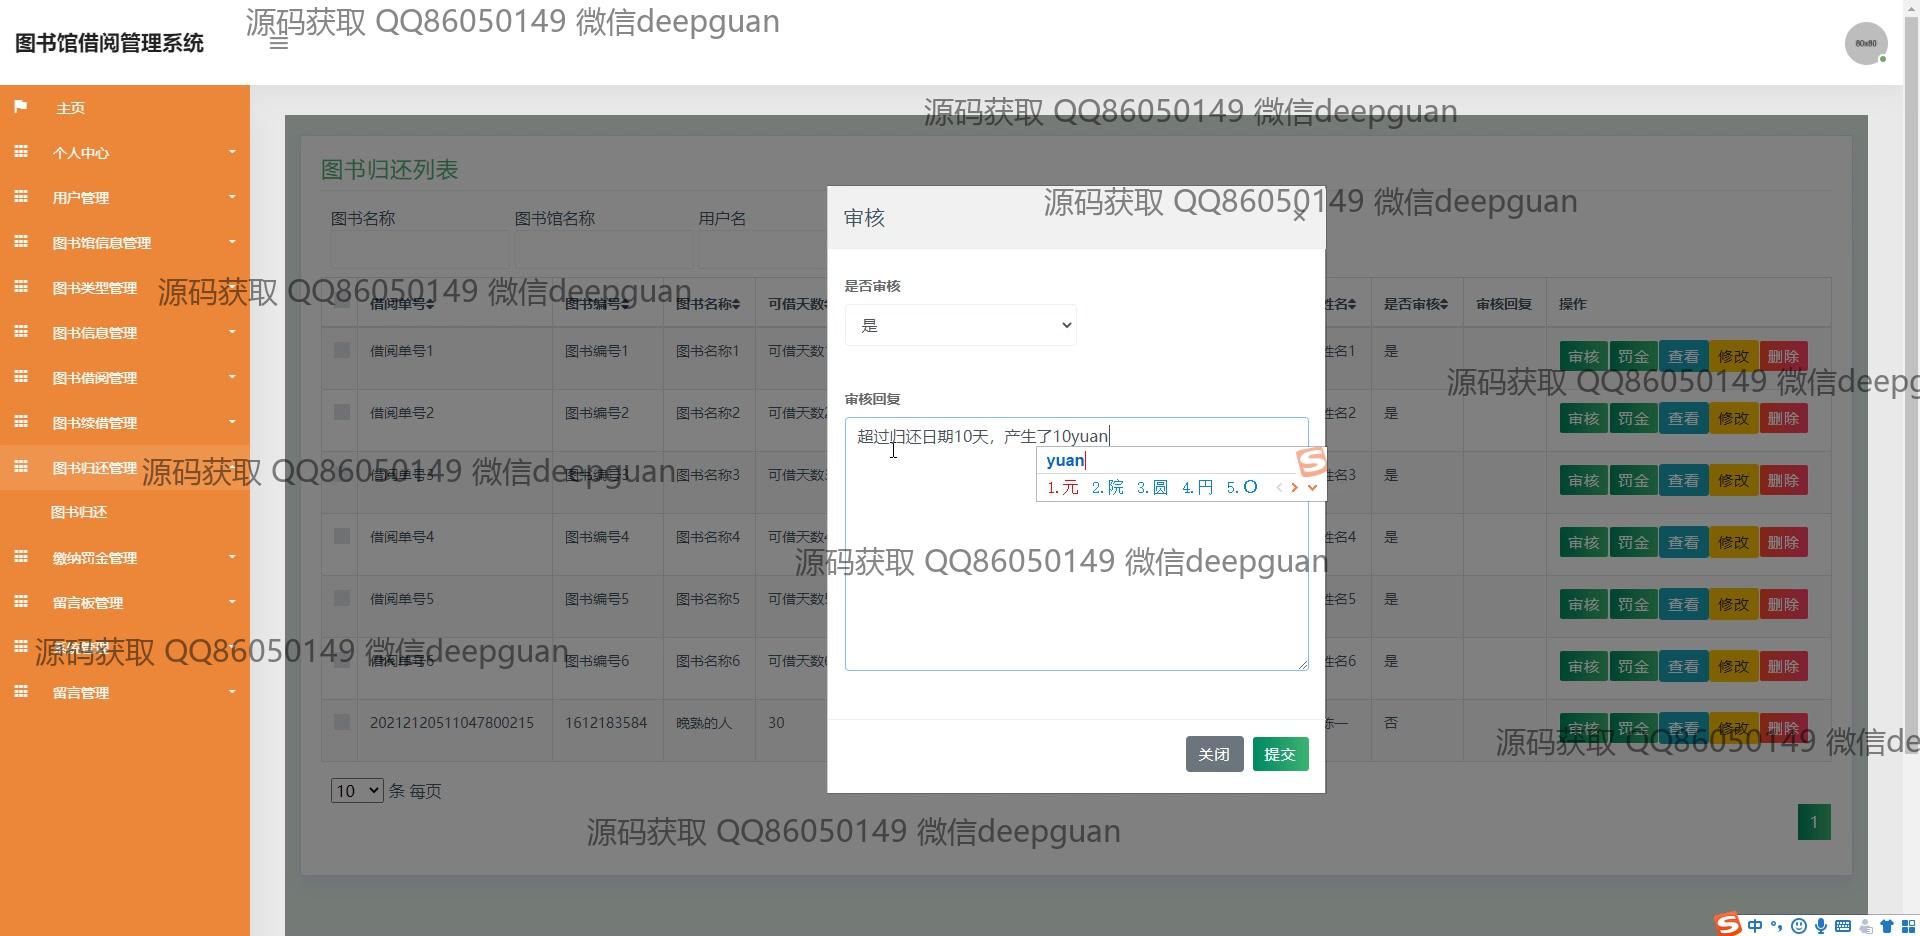 源码获取 QQ86050149 微信deepguan
图书馆借阅管理系统
60x60
主页
源码获取 QQ86050149 微信deepguan
个人中心
图书归还列表
用户管理
审核
×
源码获取 QQ86050149 微信deepguan
图书名称 图书馆名称 用户名
图书馆信息管理
图书类型管理
源码获取 QQ86050149 微信deepguan
是否审核
借阅单号 图书编号 图书名称 可借天数 姓名 是否审核 审核回复 操作
是
图书信息管理
借阅单号1 图书编号1 图书名称1 可借天数 姓名1 是 审核 罚金 查看 修改 删除
图书借阅管理
源码获取 QQ86050149 微信deepg
审核回复
借阅单号2 图书编号2 图书名称2 可借天数2 姓名2 是 审核 罚金 查看 修改 删除
图书续借管理
超过归还日期10天，产生了10yuan
yuan
图书归还管理
源码获取 QQ86050149 微信deepguan
借阅单号3 图书编号3 图书名称3 可借天数 姓名3 是 审核 罚金 查看 修改 删除
1.元 2.院 3.圆 4.円 5.〇
图书归还
借阅单号4 图书编号4 图书名称4 可借天数 姓名4 是 审核 罚金 查看 修改 删除
缴纳罚金管理
源码获取 QQ86050149 微信deepguan
借阅单号5 图书编号5 图书名称5 可借天数 姓名5 是 审核 罚金 查看 修改 删除
留言板管理
系统管理
源码获取 QQ86050149 微信deepguan
借阅单号6 图书编号6 图书名称6 可借天数 姓名6 是 审核 罚金 查看 修改 删除
留言管理
20212120511047800215 1612183584 晚熟的人 30 陈一 否 审核 罚金 查看 修改 删除
源码获取 QQ86050149 微信de
关闭 提交
10 条 每页
1
源码获取 QQ86050149 微信deepguan
中